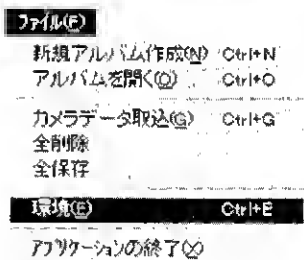 ファイル(F)
新規アルバム作成(N) Ctrl+N
アルバムを開く(O) Ctrl+O
カメラデータ取込(G) Ctrl+G
全削除
全保存
環境(E) Ctrl+E
アプリケーションの終了(X)